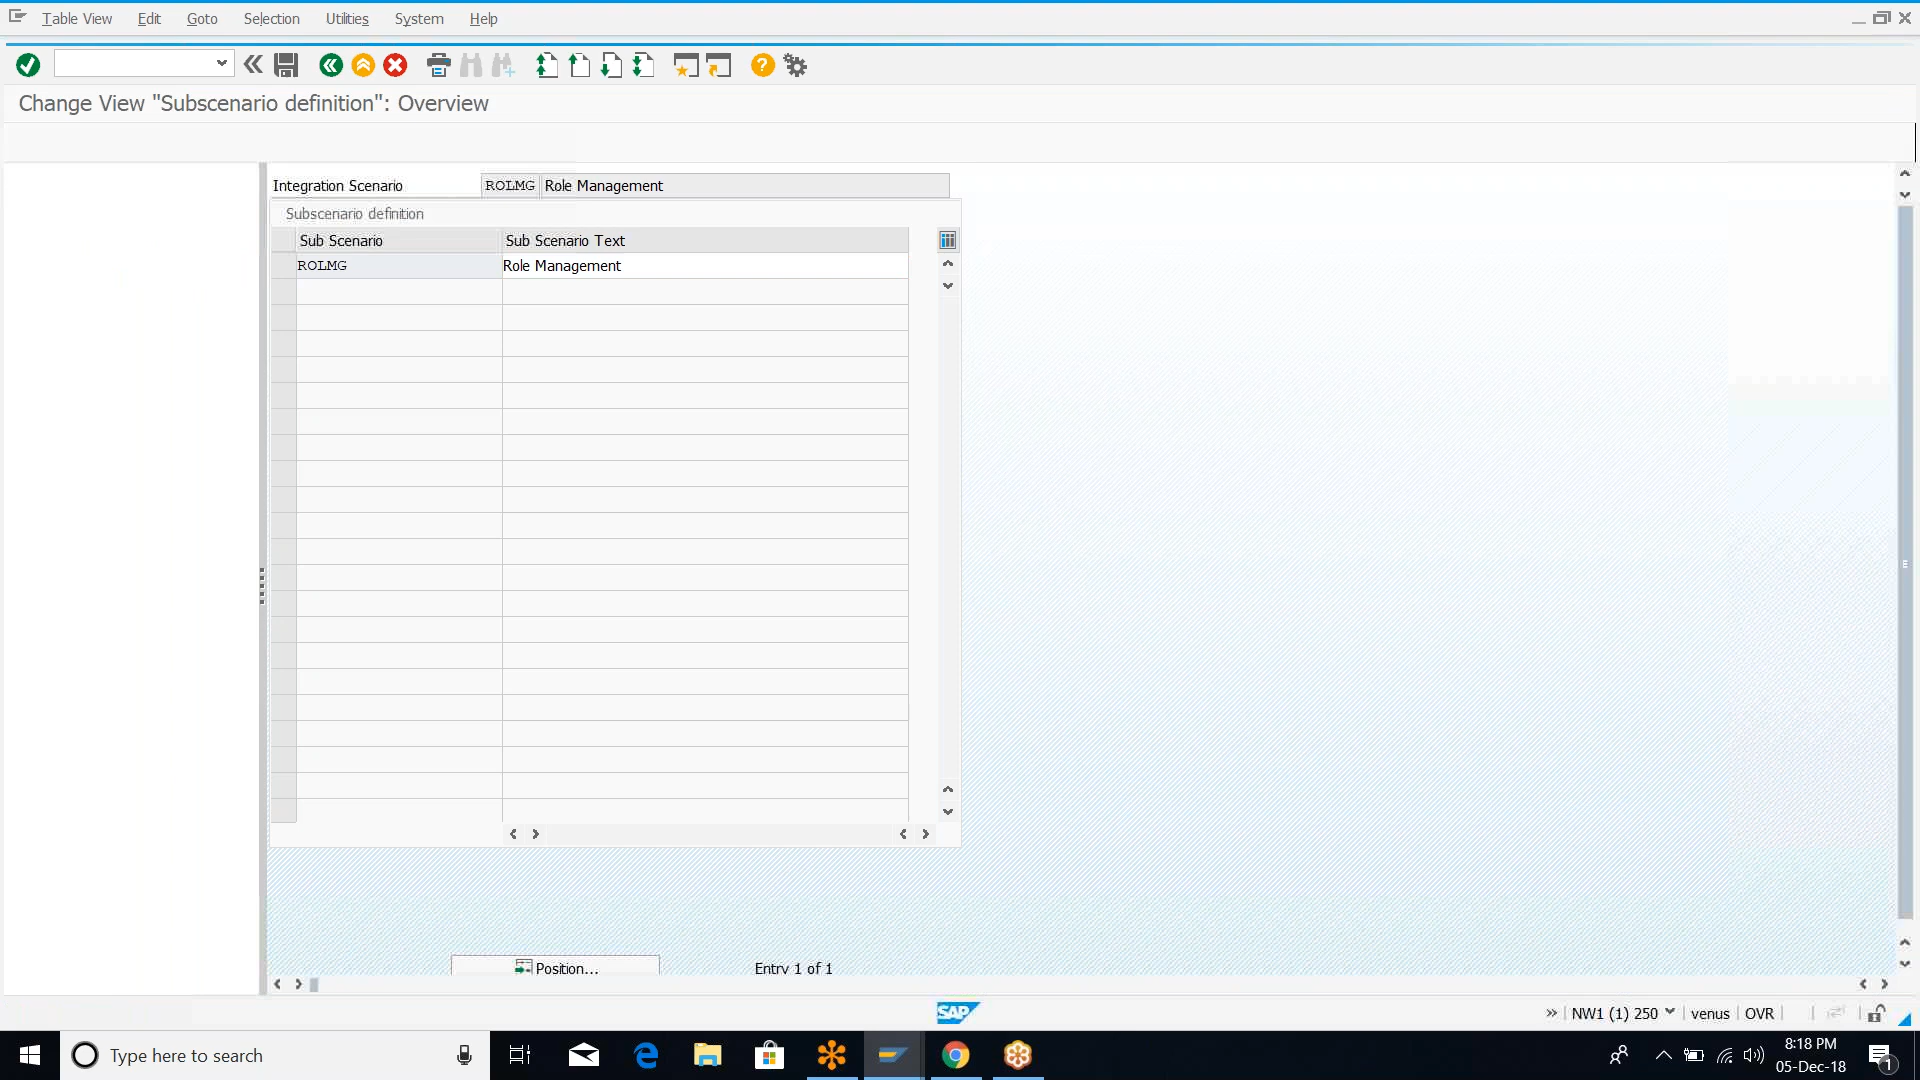 Table View Edit Goto Selection Utilities System Help
Change View "Subscenario definition": Overview
Integration Scenario ROLMG Role Management
Subscenario definition
Sub Scenario Sub Scenario Text
ROLMG Role Management
Position...
Entry 1 of 1
SAP
NW1 (1) 250 venus OVR
Type here to search
8:18 PM
05-Dec-18
1